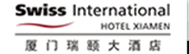 Swiss International
HOTEL XIAMEN
厦门瑞颐大酒店